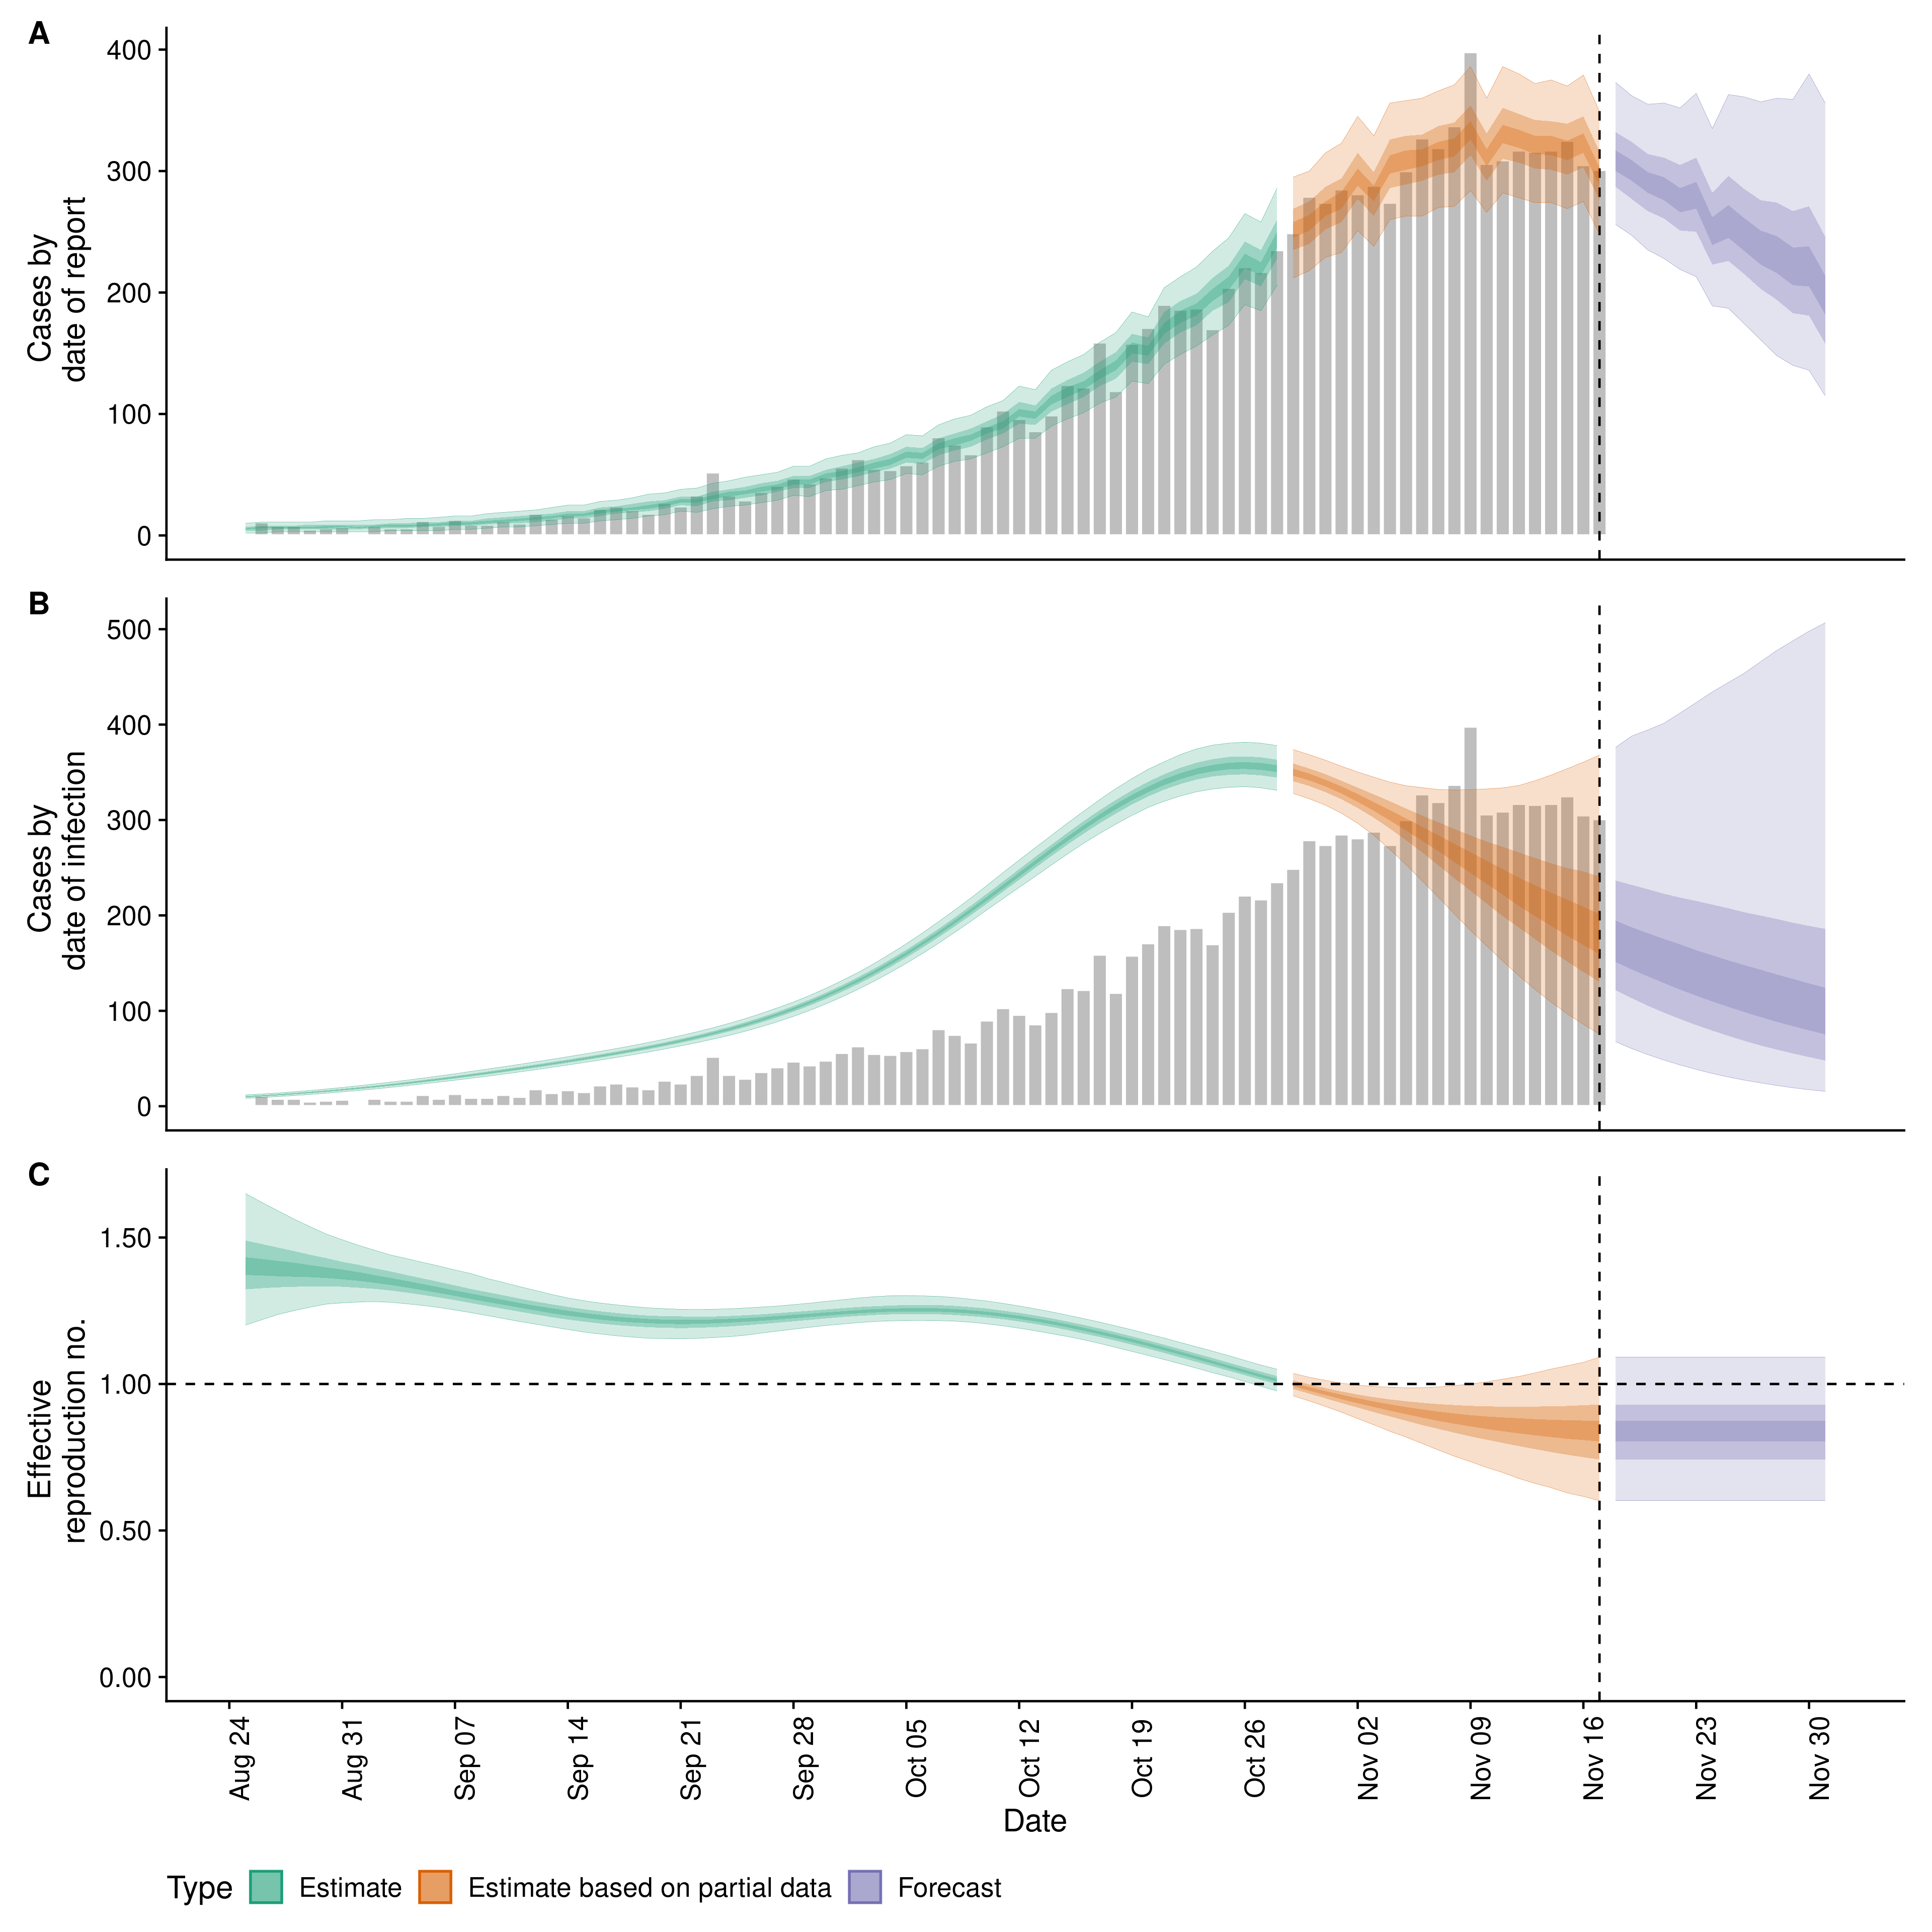 A
400
300
200
100
0
Cases by
date of report
B
500
400
300
200
100
0
Cases by
date of infection
C
1.50
1.00
0.50
0.00
Effective
reproduction no.
Aug 24
Aug 31
Sep 07
Sep 14
Sep 21
Sep 28
Oct 05
Oct 12
Oct 19
Oct 26
Nov 02
Nov 09
Nov 16
Nov 23
Nov 30
Date
Type Estimate Estimate based on partial data Forecast